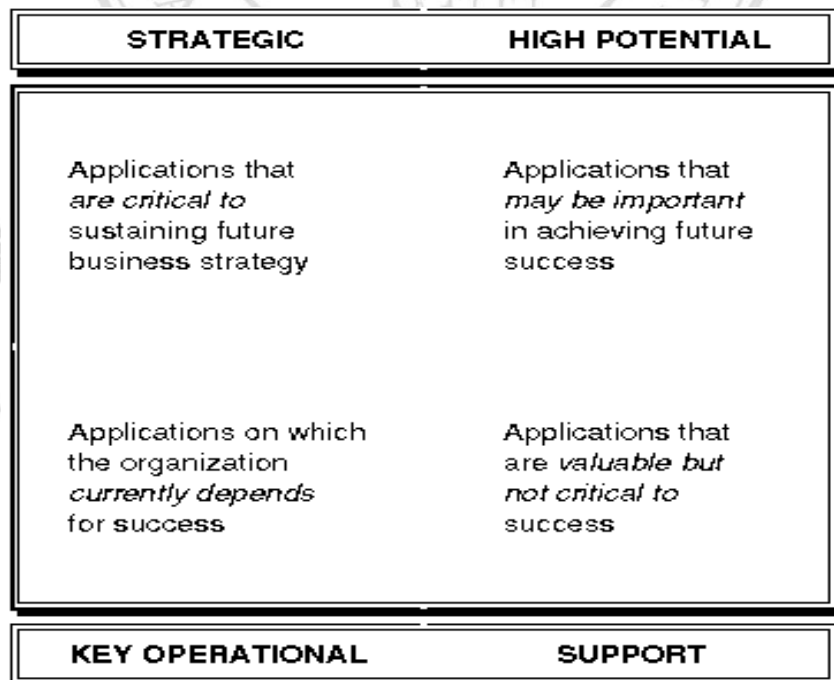 STRATEGIC HIGH POTENTIAL
Applications that
are critical to
sustaining future
business strategy
Applications that
may be important
in achieving future
success
Applications on which
the organization
currently depends
for success
Applications that
are valuable but
not critical to
success
KEY OPERATIONAL SUPPORT